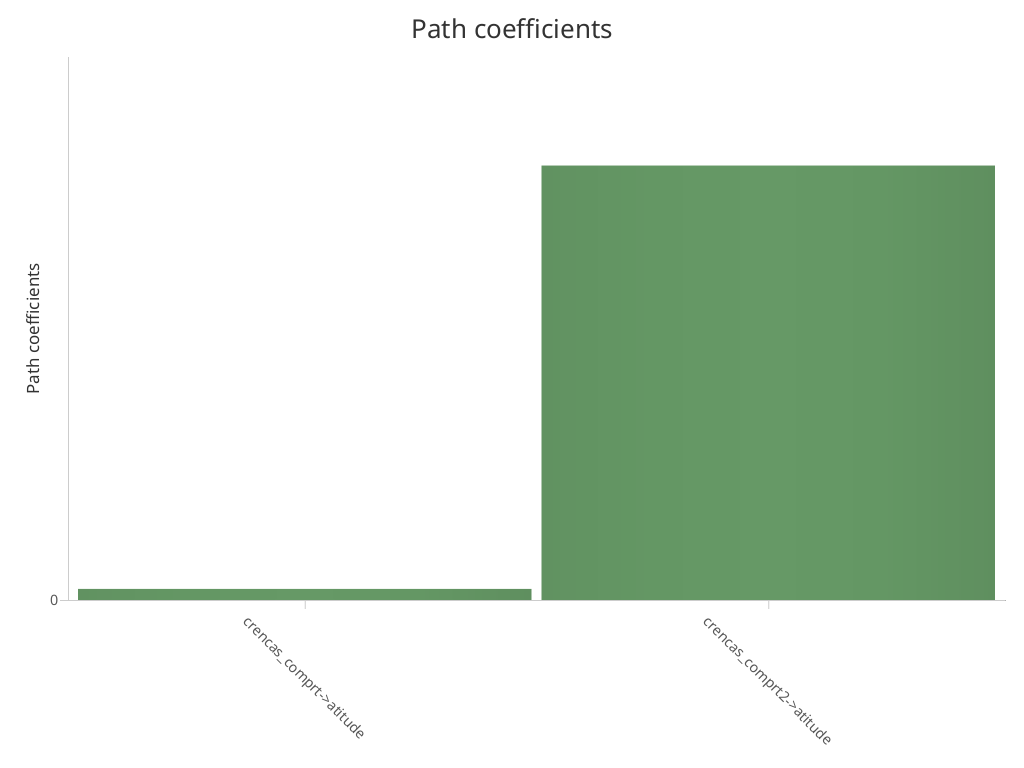 Path coefficients
Path coefficients
0
crencas_comprt->atitude
crencas_comprt2->atitude